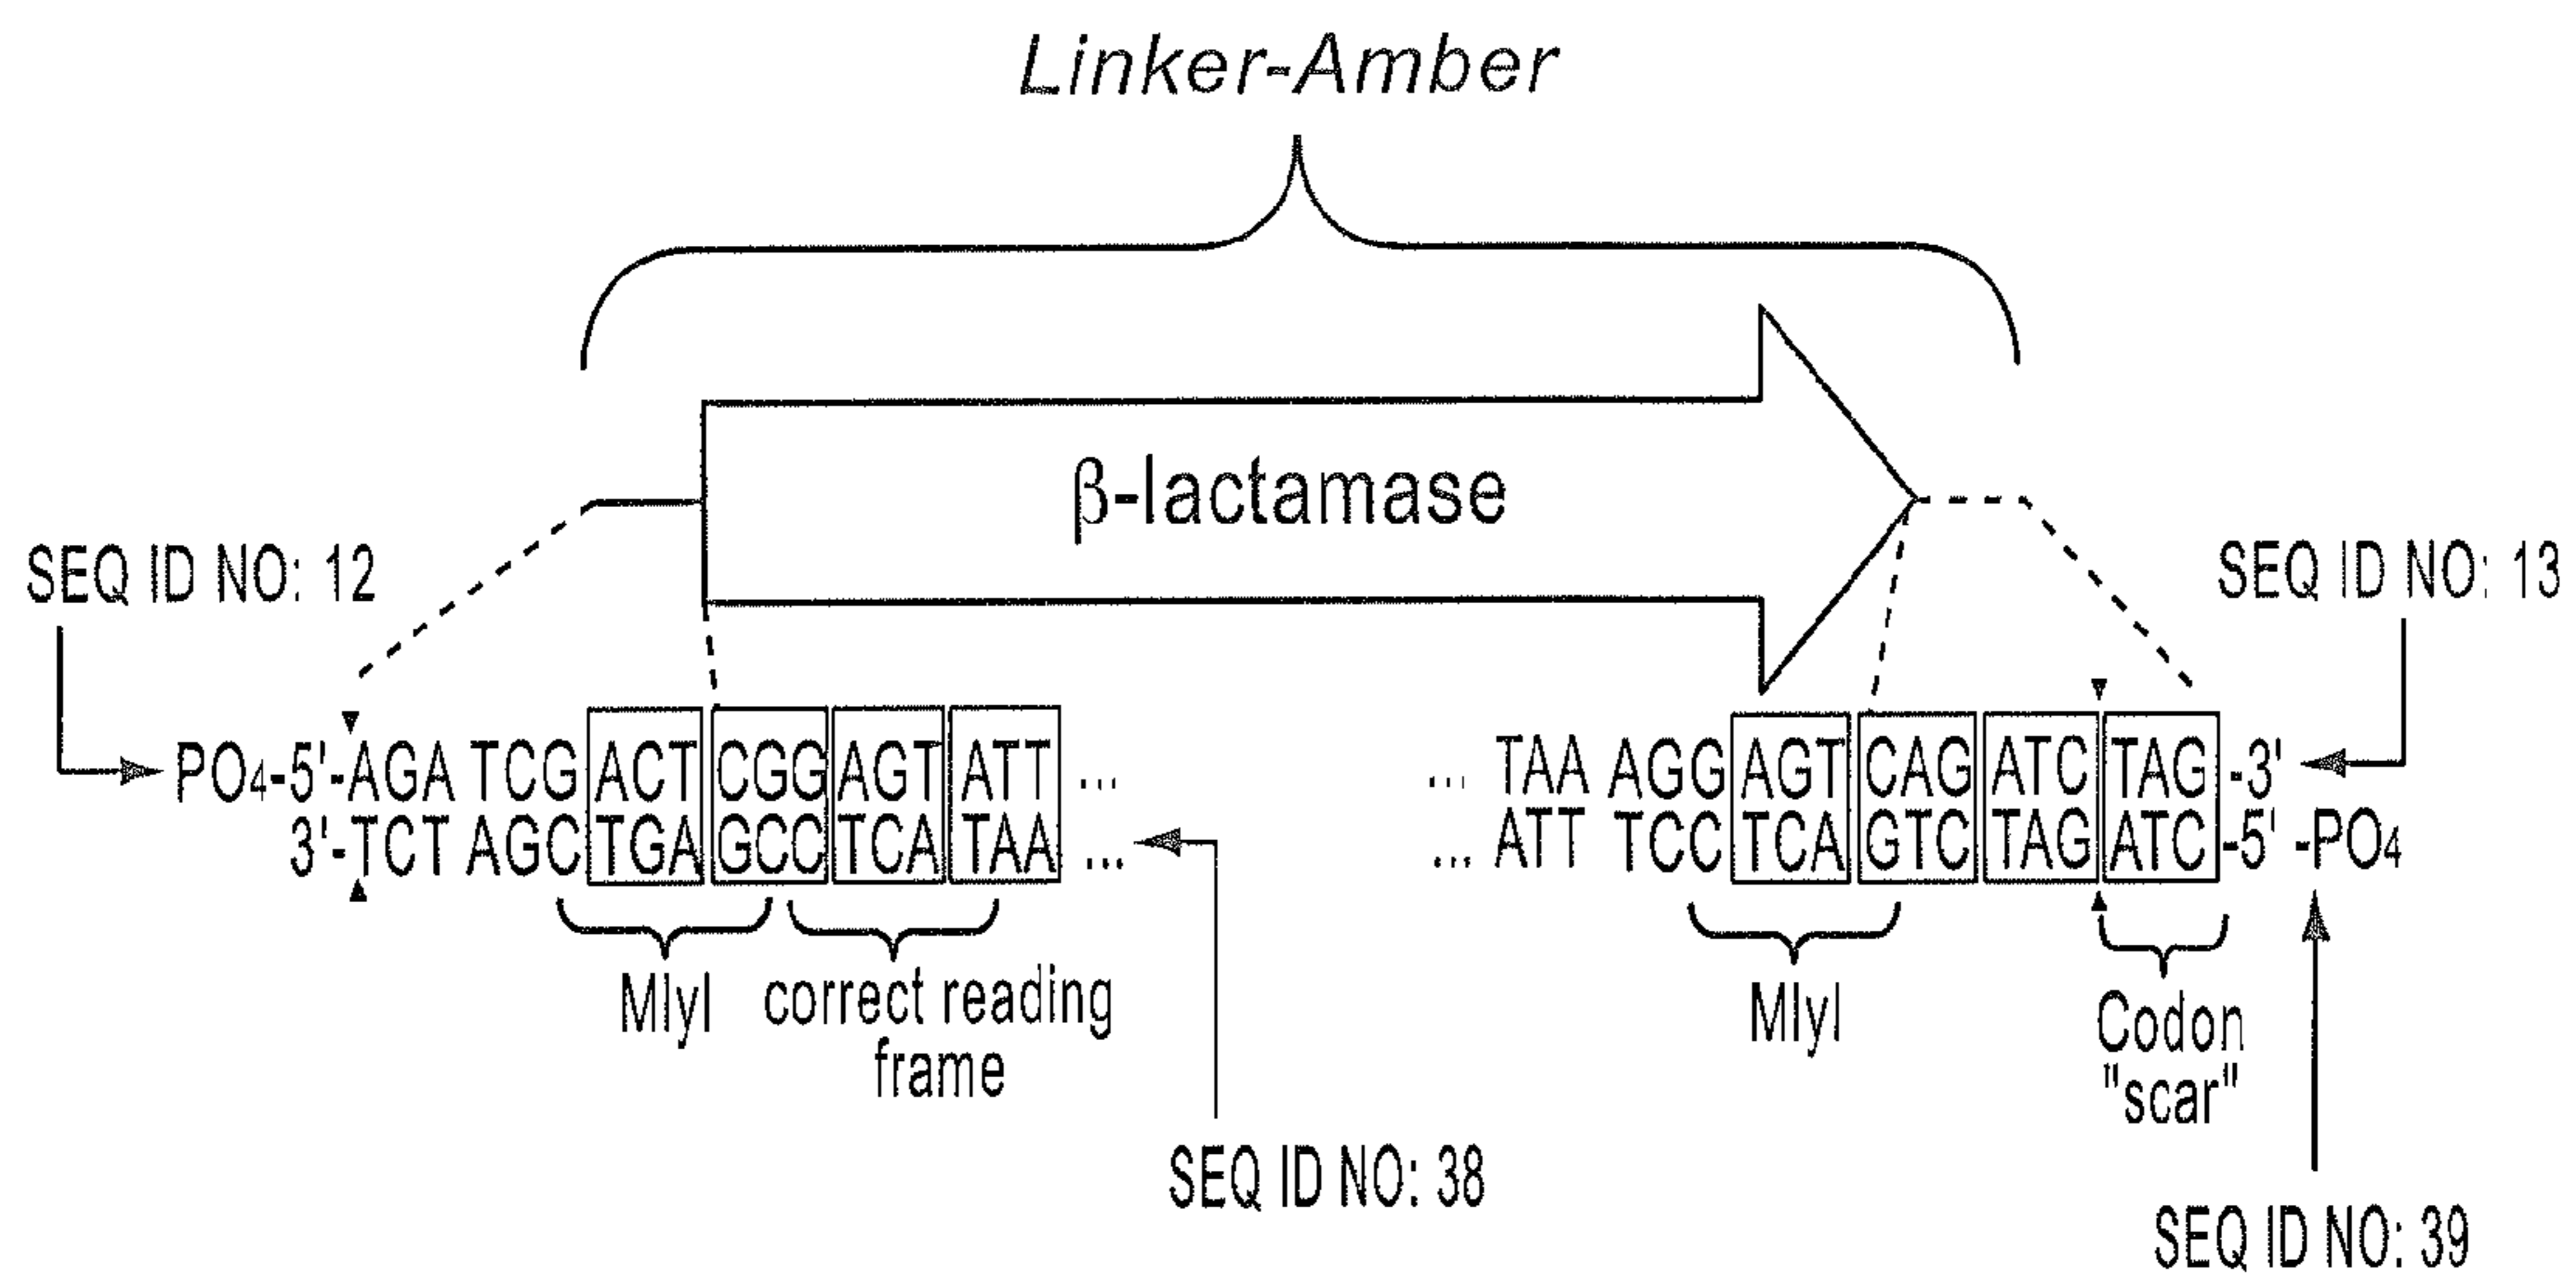 Linker-Amber
β-lactamase
SEQ ID NO: 12
SEQ ID NO: 13
PO4-5'-AGA TCG ACT CGG AGT ATT ...
3'-TCT AGC TGA GCC TCA TAA ...
... TAA AGG AGT CAG ATC TAG -3'
... ATT TCC TCA GTC TAG ATC -5' -PO4
MlyI
correct reading
frame
MlyI
Codon
"scar"
SEQ ID NO: 38
SEQ ID NO: 39